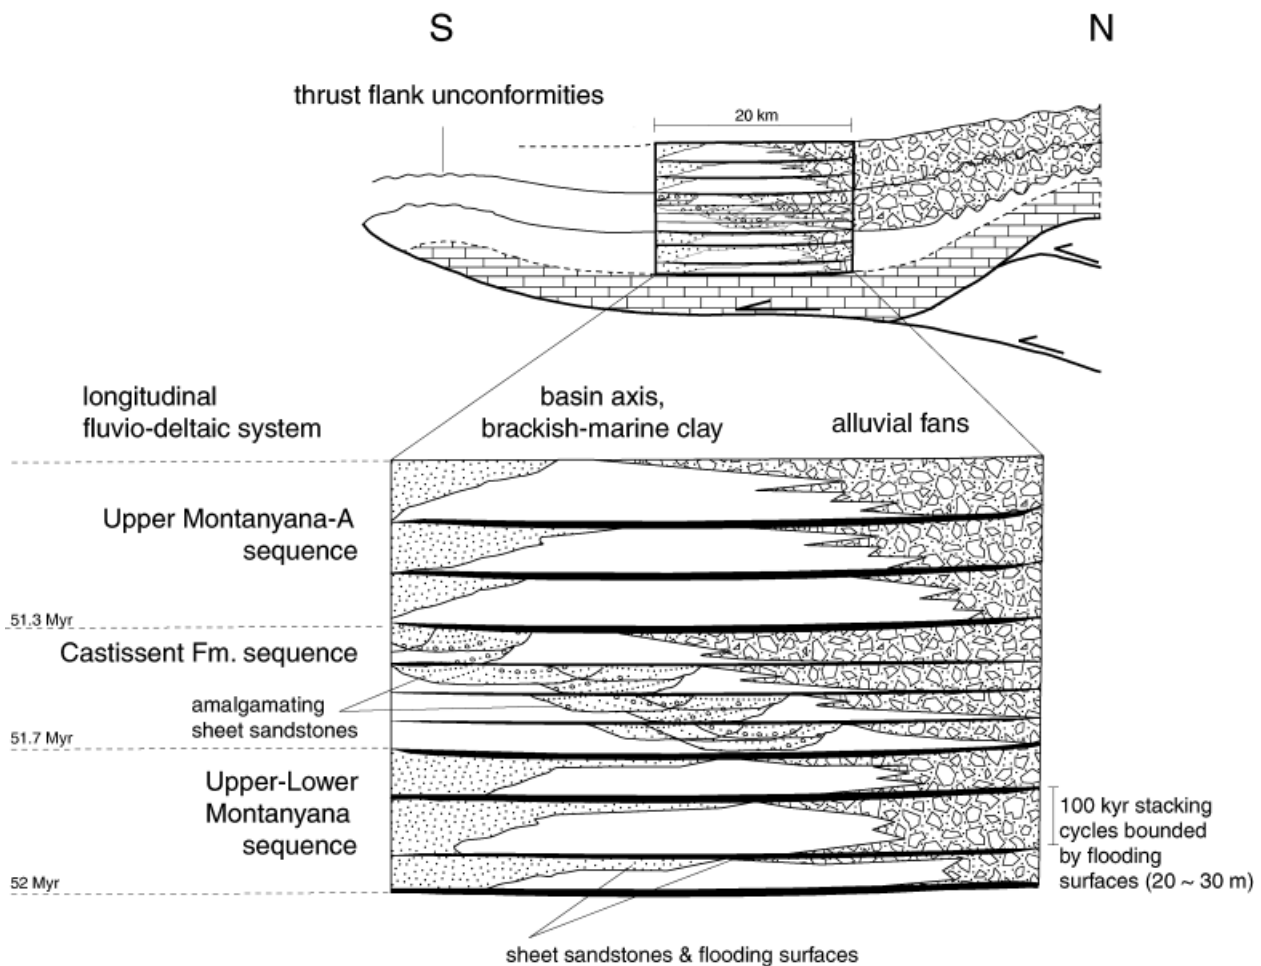 S
N
thrust flank unconformities
20 km
longitudinal
fluvio-deltaic system
basin axis,
brackish-marine clay
alluvial fans
Upper Montanyana-A
sequence
51.3 Myr
Castissent Fm. sequence
amalgamating
sheet sandstones
51.7 Myr
Upper-Lower
Montanyana
sequence
100 kyr stacking
cycles bounded
by flooding
surfaces (20 ~ 30 m)
52 Myr
sheet sandstones & flooding surfaces